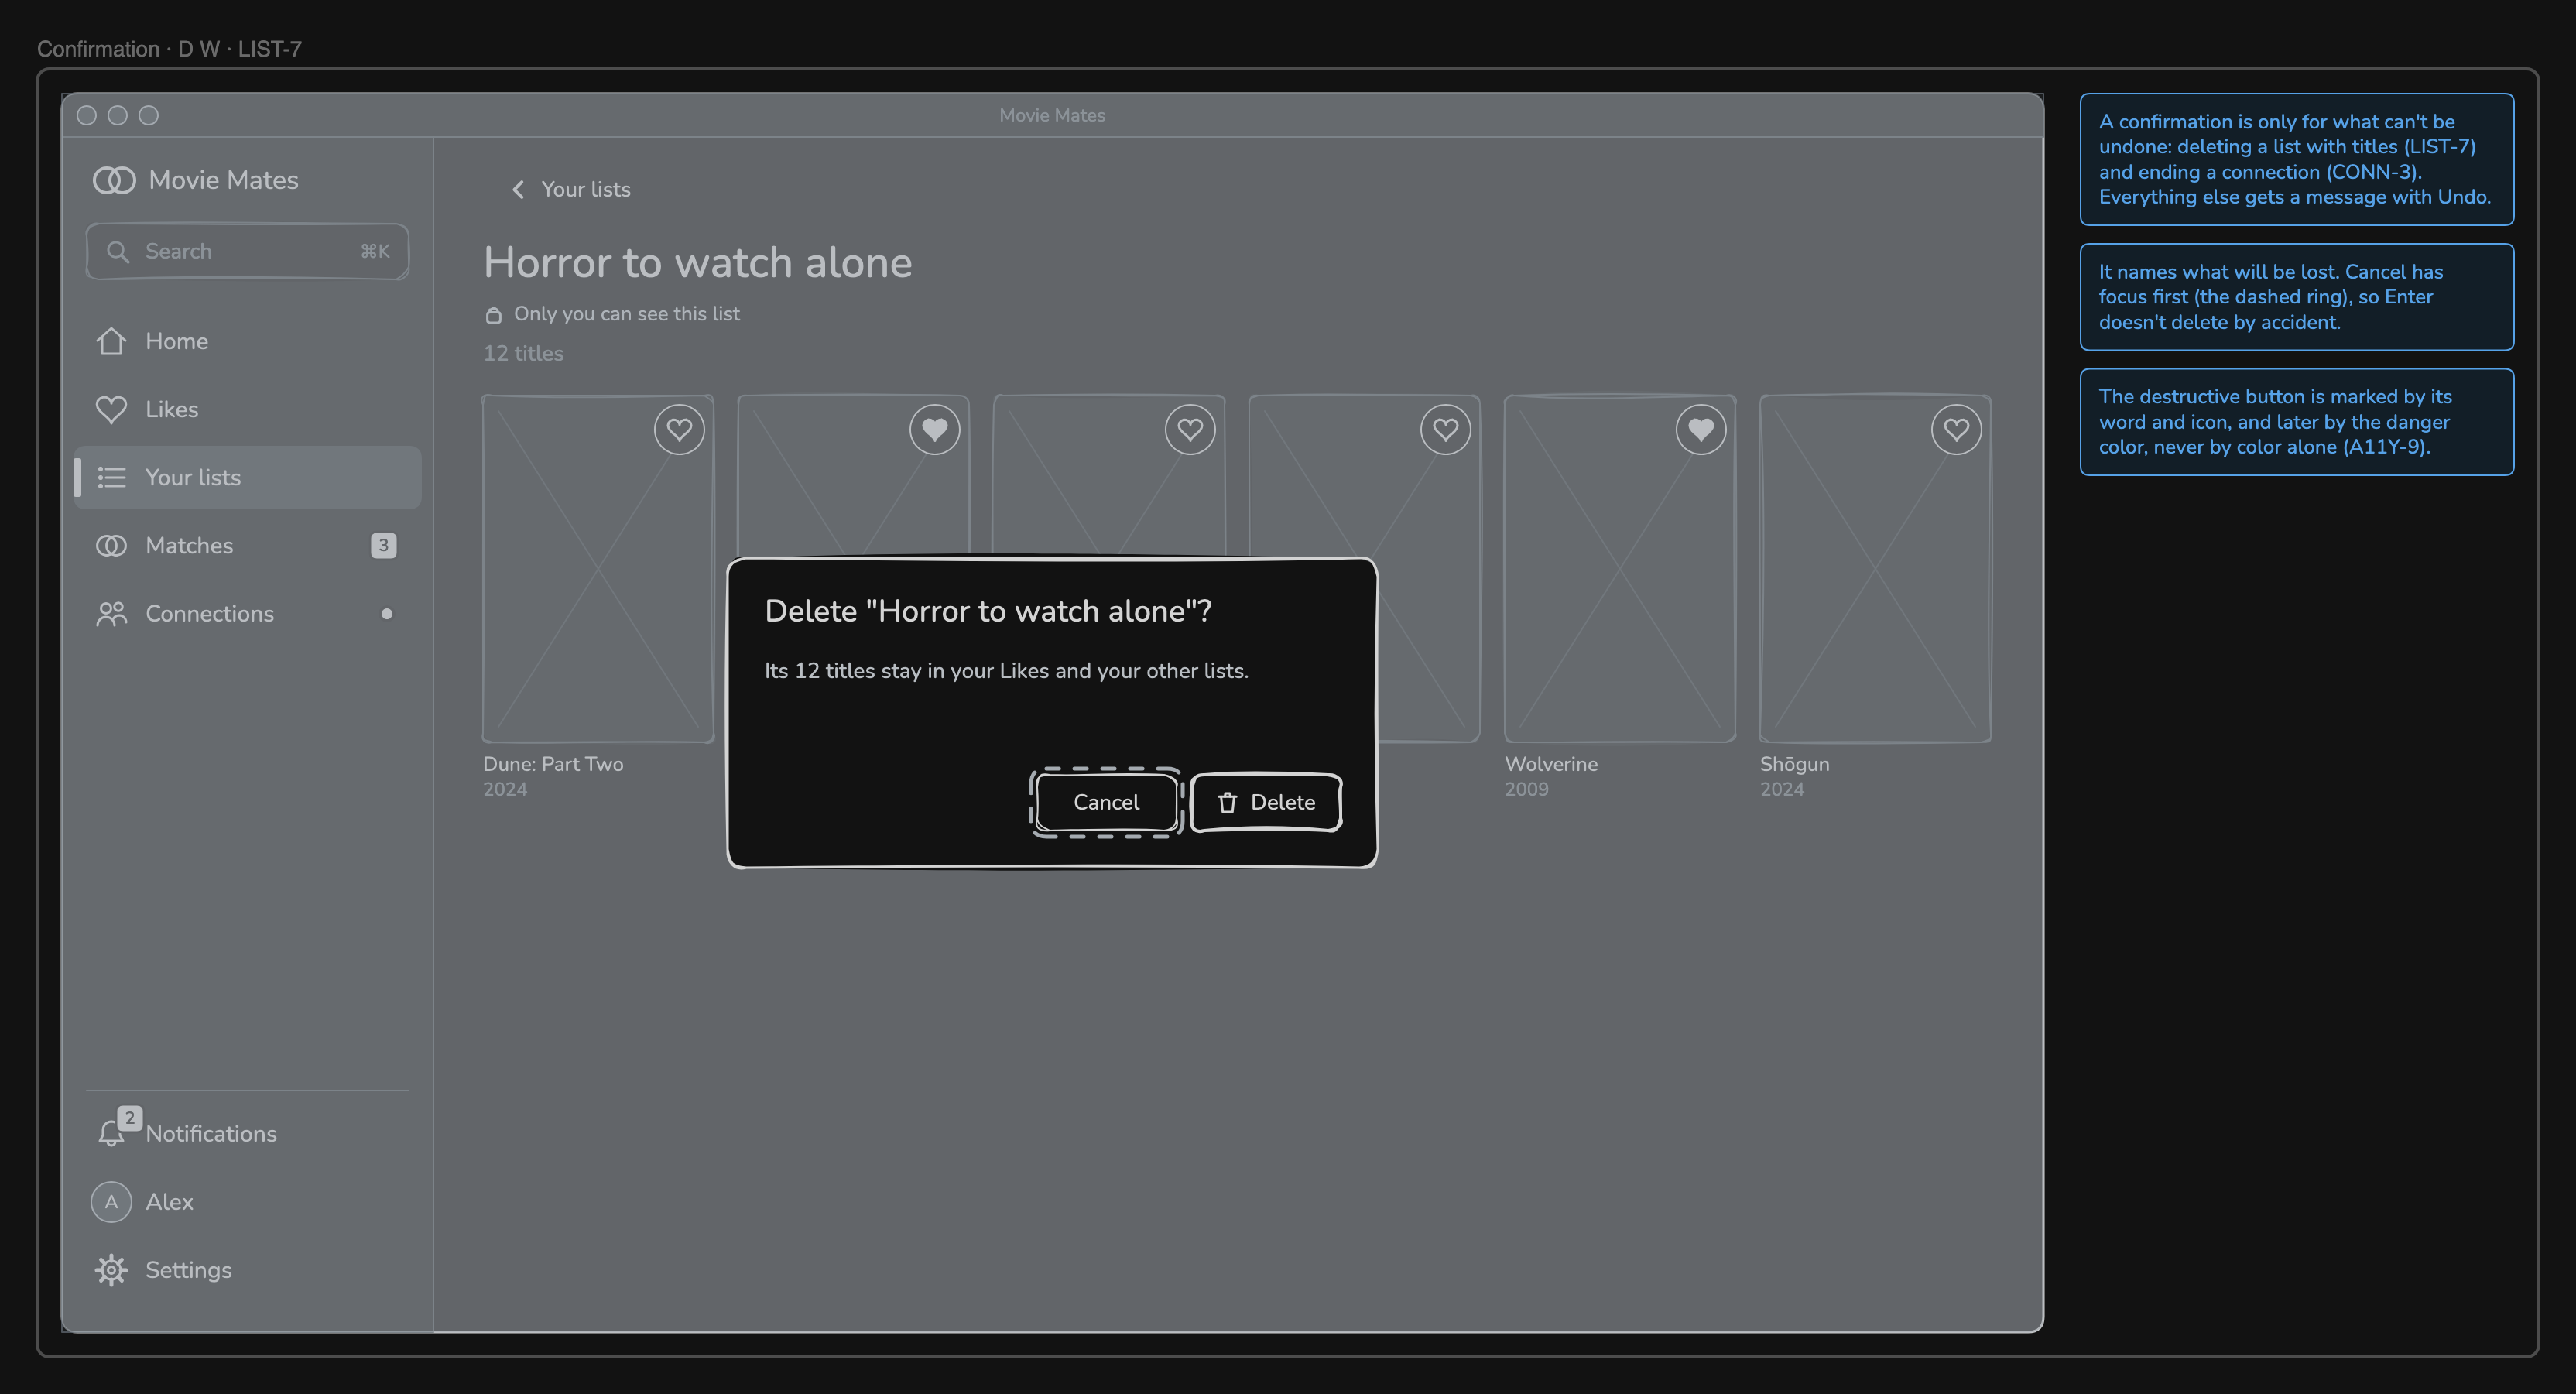 Confirmation · D W · LIST-7
Movie Mates
Movie Mates
Search ⌘K
Home
Likes
Your lists
Matches 3
Connections
2
Notifications
A Alex
Settings
Your lists
Horror to watch alone
Only you can see this list
12 titles
Dune: Part Two
2024
Wolverine
2009
Shōgun
2024
Delete "Horror to watch alone"?
Its 12 titles stay in your Likes and your other lists.
Cancel
Delete
A confirmation is only for what can't be
undone: deleting a list with titles (LIST-7)
and ending a connection (CONN-3).
Everything else gets a message with Undo.
It names what will be lost. Cancel has
focus first (the dashed ring), so Enter
doesn't delete by accident.
The destructive button is marked by its
word and icon, and later by the danger
color, never by color alone (A11Y-9).